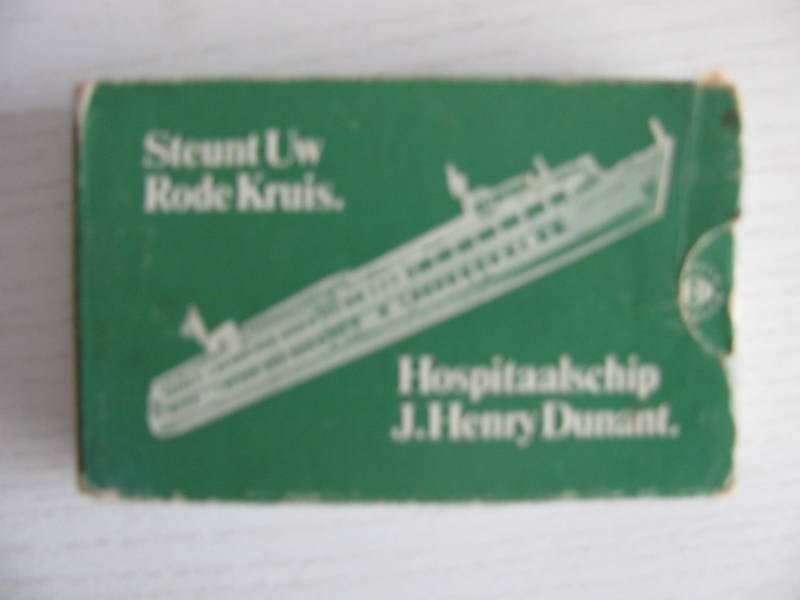 Steunt Uw
Rode Kruis.
Hospitaalschip
J.Henry Dunant.